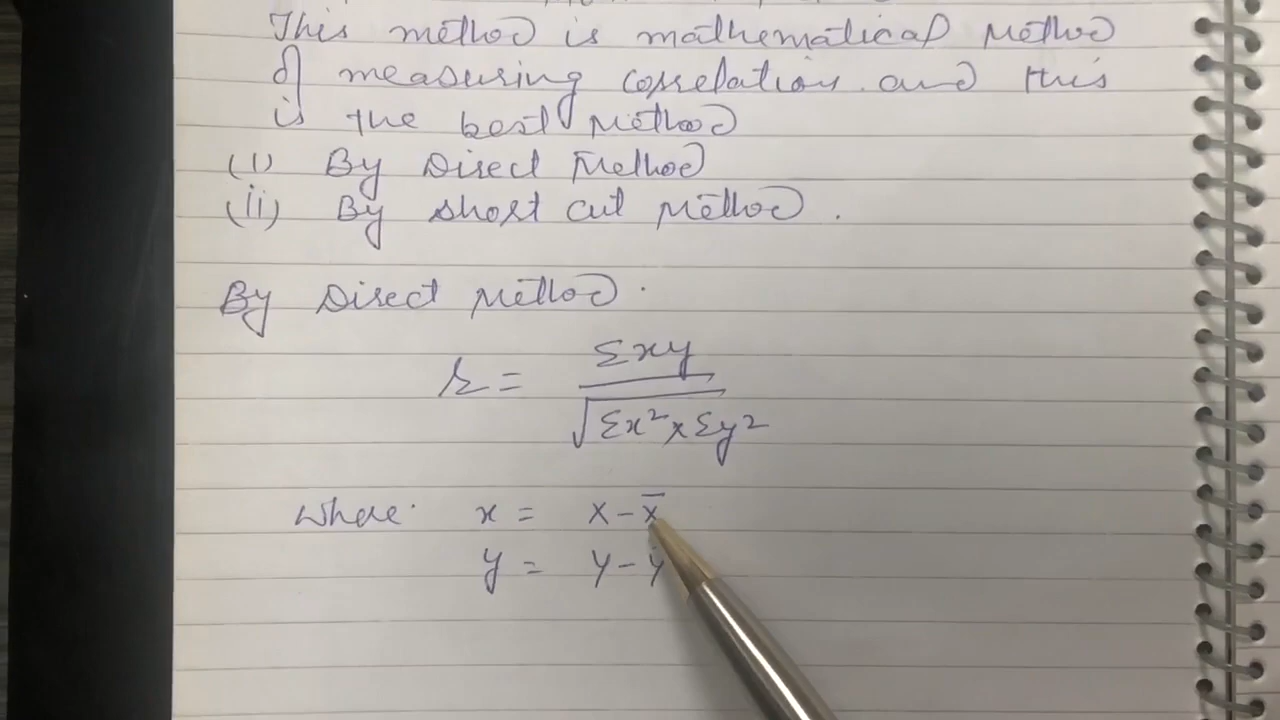 This method is mathematical Method
of measuring correlation and this
is the best Method
(i) By Direct Method
(ii) By short cut Method.
By Direct Method.
r = Σxy / √Σx² × Σy²
Where x = X - X̅
y = Y - Y